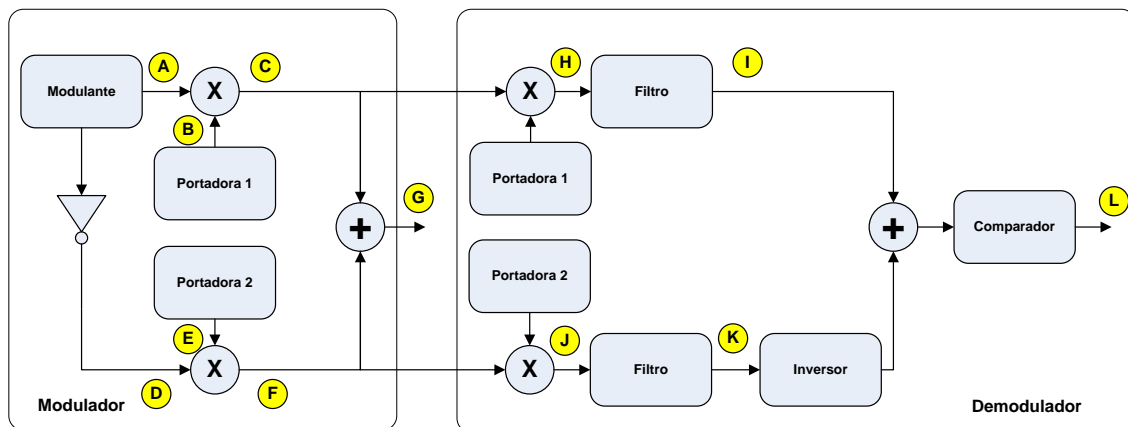 A
C
H
I
Modulante
X
X
Filtro
B
Portadora 1
Portadora 1
G
L
+
+
Comparador
Portadora 2
Portadora 2
E
J
K
X
X
Filtro
Inversor
D
F
Modulador
Demodulador